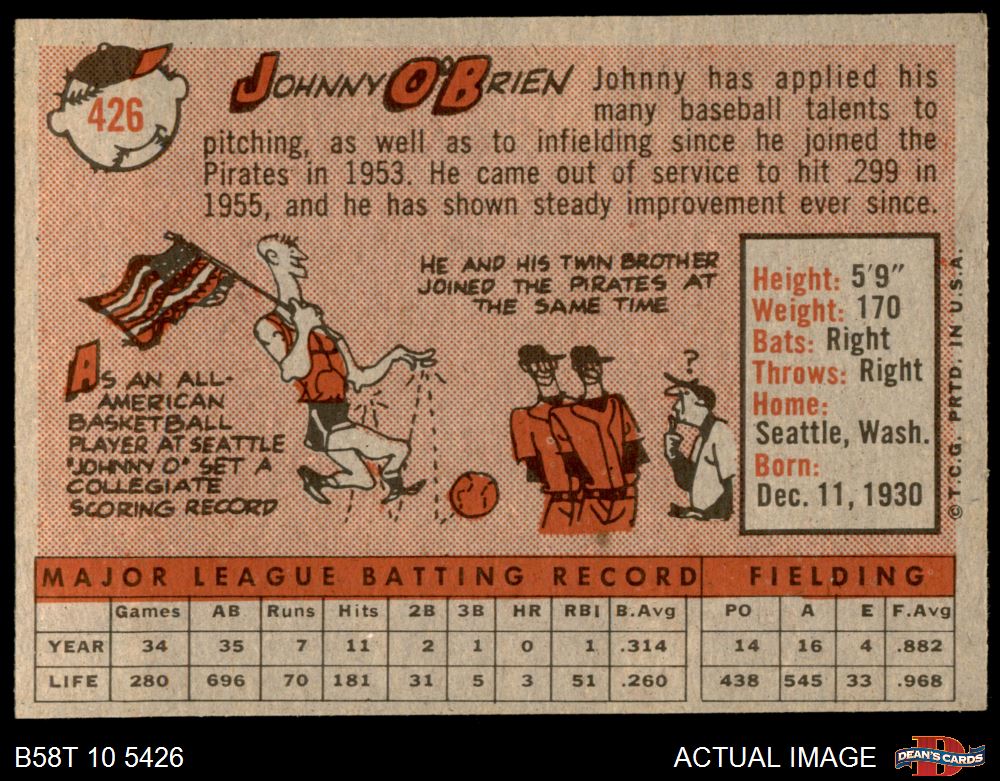 426
JOHNNY O'BRIEN
Johnny has applied his
many baseball talents to
pitching, as well as to infielding since he joined the
Pirates in 1953. He came out of service to hit .299 in
1955, and he has shown steady improvement ever since.
AS AN ALL-
AMERICAN
BASKETBALL
PLAYER AT SEATTLE
"JOHNNY O" SET A
COLLEGIATE
SCORING RECORD
HE AND HIS TWIN BROTHER
JOINED THE PIRATES AT
THE SAME TIME
?
Height: 5'9"
Weight: 170
Bats: Right
Throws: Right
Home:
Seattle, Wash.
Born:
Dec. 11, 1930
©T.C.G. PRTD. IN U.S.A.
MAJOR LEAGUE BATTING RECORD FIELDING
Games AB Runs Hits 2B 3B HR RBI B.Avg PO A E F.Avg
YEAR 34 35 7 11 2 1 0 1 .314 14 16 4 .882
LIFE 280 696 70 181 31 5 3 51 .260 438 545 33 .968
B58T 10 5426
ACTUAL IMAGE
D
DEAN'S CARDS